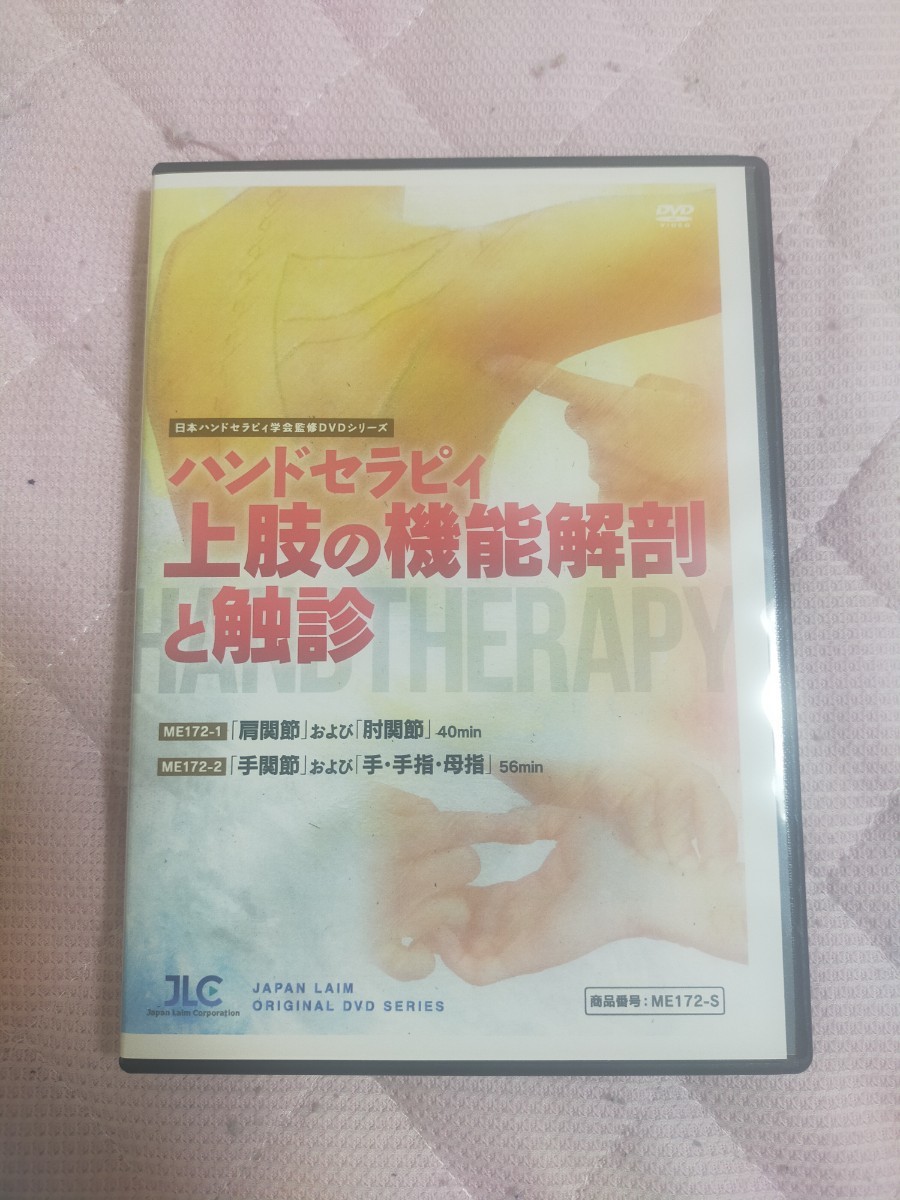 DVD
VIDEO
日本ハンドセラピィ学会監修DVDシリーズ
ハンドセラピィ
上肢の機能解剖
と触診
HANDTHERAPY
ME172-1「肩関節」および「肘関節」40min
ME172-2「手関節」および「手・手指・母指」56min
JLC
Japan Laim Corporation
JAPAN LAIM
ORIGINAL DVD SERIES
商品番号:ME172-S